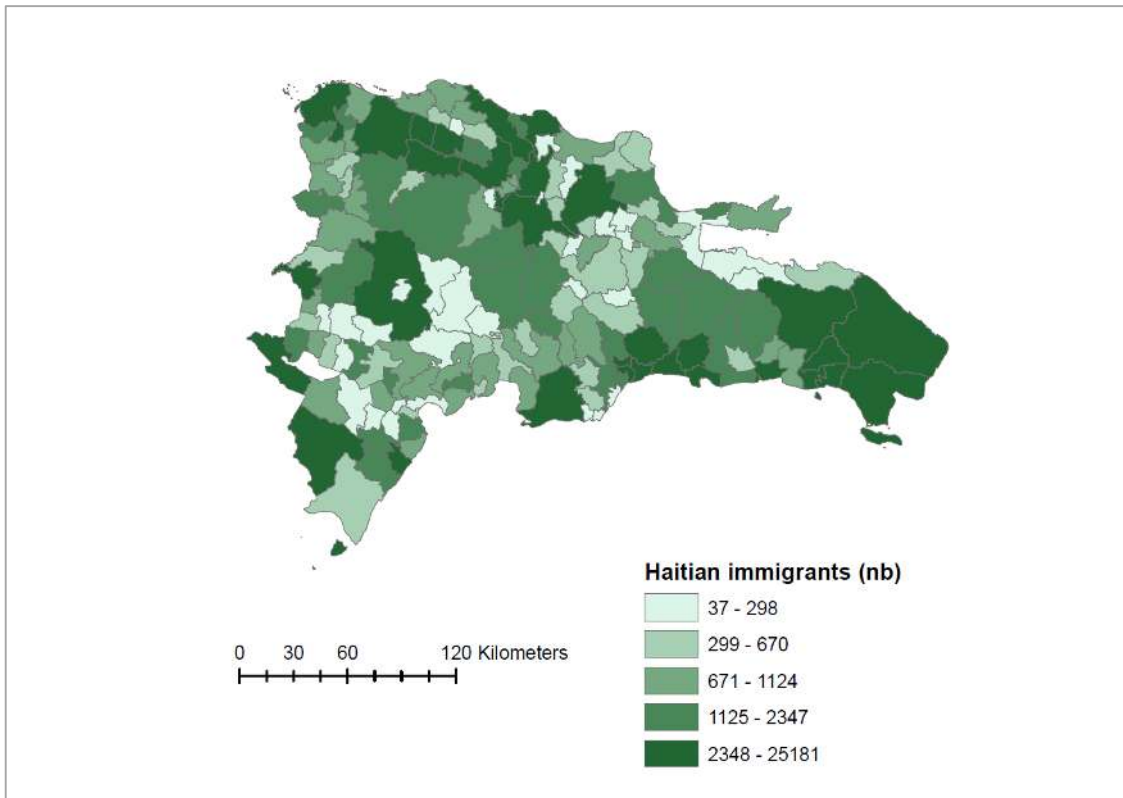 Haitian immigrants (nb)
37 - 298
299 - 670
671 - 1124
1125 - 2347
2348 - 25181
0 30 60 120 Kilometers